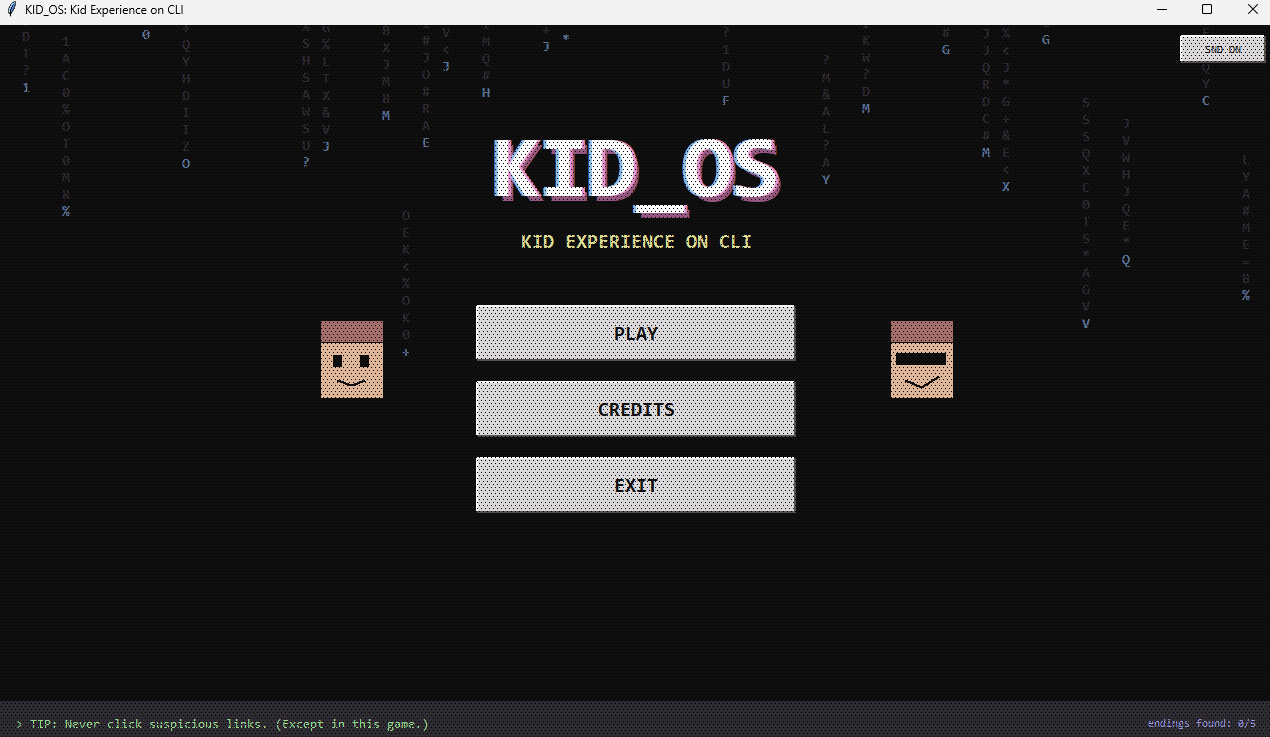 KID_OS: Kid Experience on CLI
SND ON
KID_OS
KID EXPERIENCE ON CLI
PLAY
CREDITS
EXIT
> TIP: Never click suspicious links. (Except in this game.)
endings found: 0/5